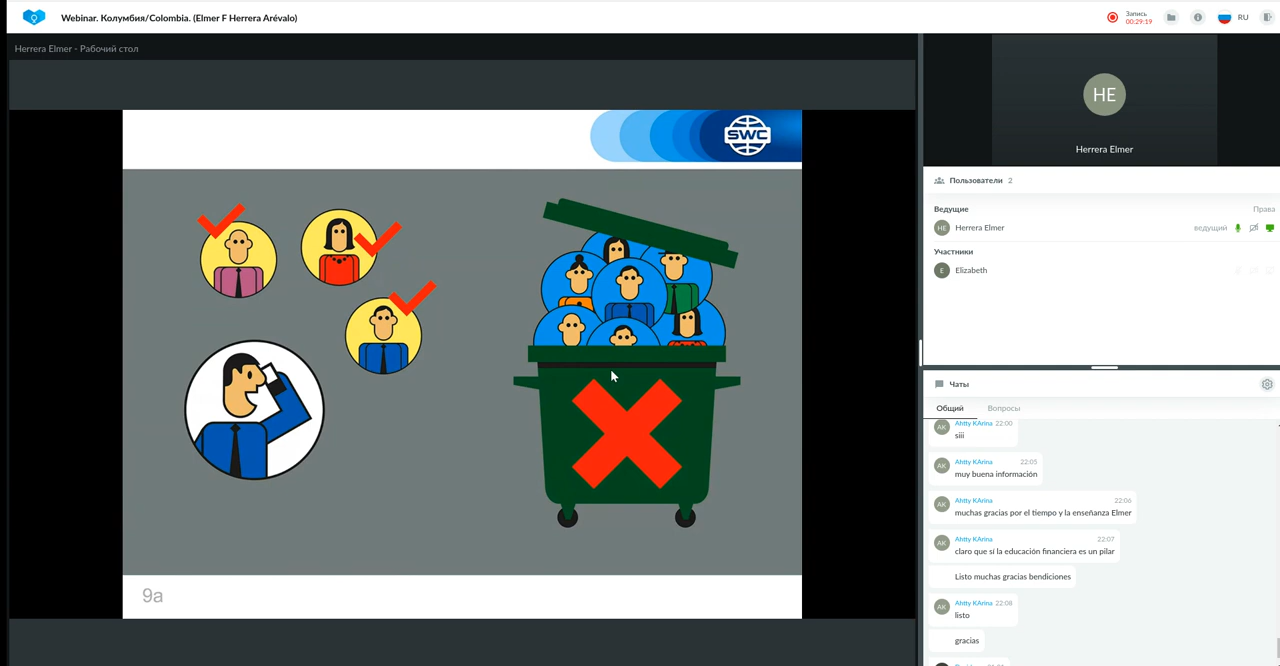 Webinar. Колумбия/Colombia. (Elmer F Herrera Arévalo)
Запись
00:29:19
RU
Herrera Elmer - Рабочий стол
SWC
9a
HE
Herrera Elmer
Пользователи 2
Ведущие Права
HE Herrera Elmer ведущий
Участники
E Elizabeth
Чаты
Общий Вопросы
AK Ahtty KArina 22:00
siii
AK Ahtty KArina 22:05
muy buena información
AK Ahtty KArina 22:06
muchas gracias por el tiempo y la enseñanza Elmer
AK Ahtty KArina 22:07
claro que sí la educación financiera es un pilar
Listo muchas gracias bendiciones
AK Ahtty KArina 22:08
listo
gracias